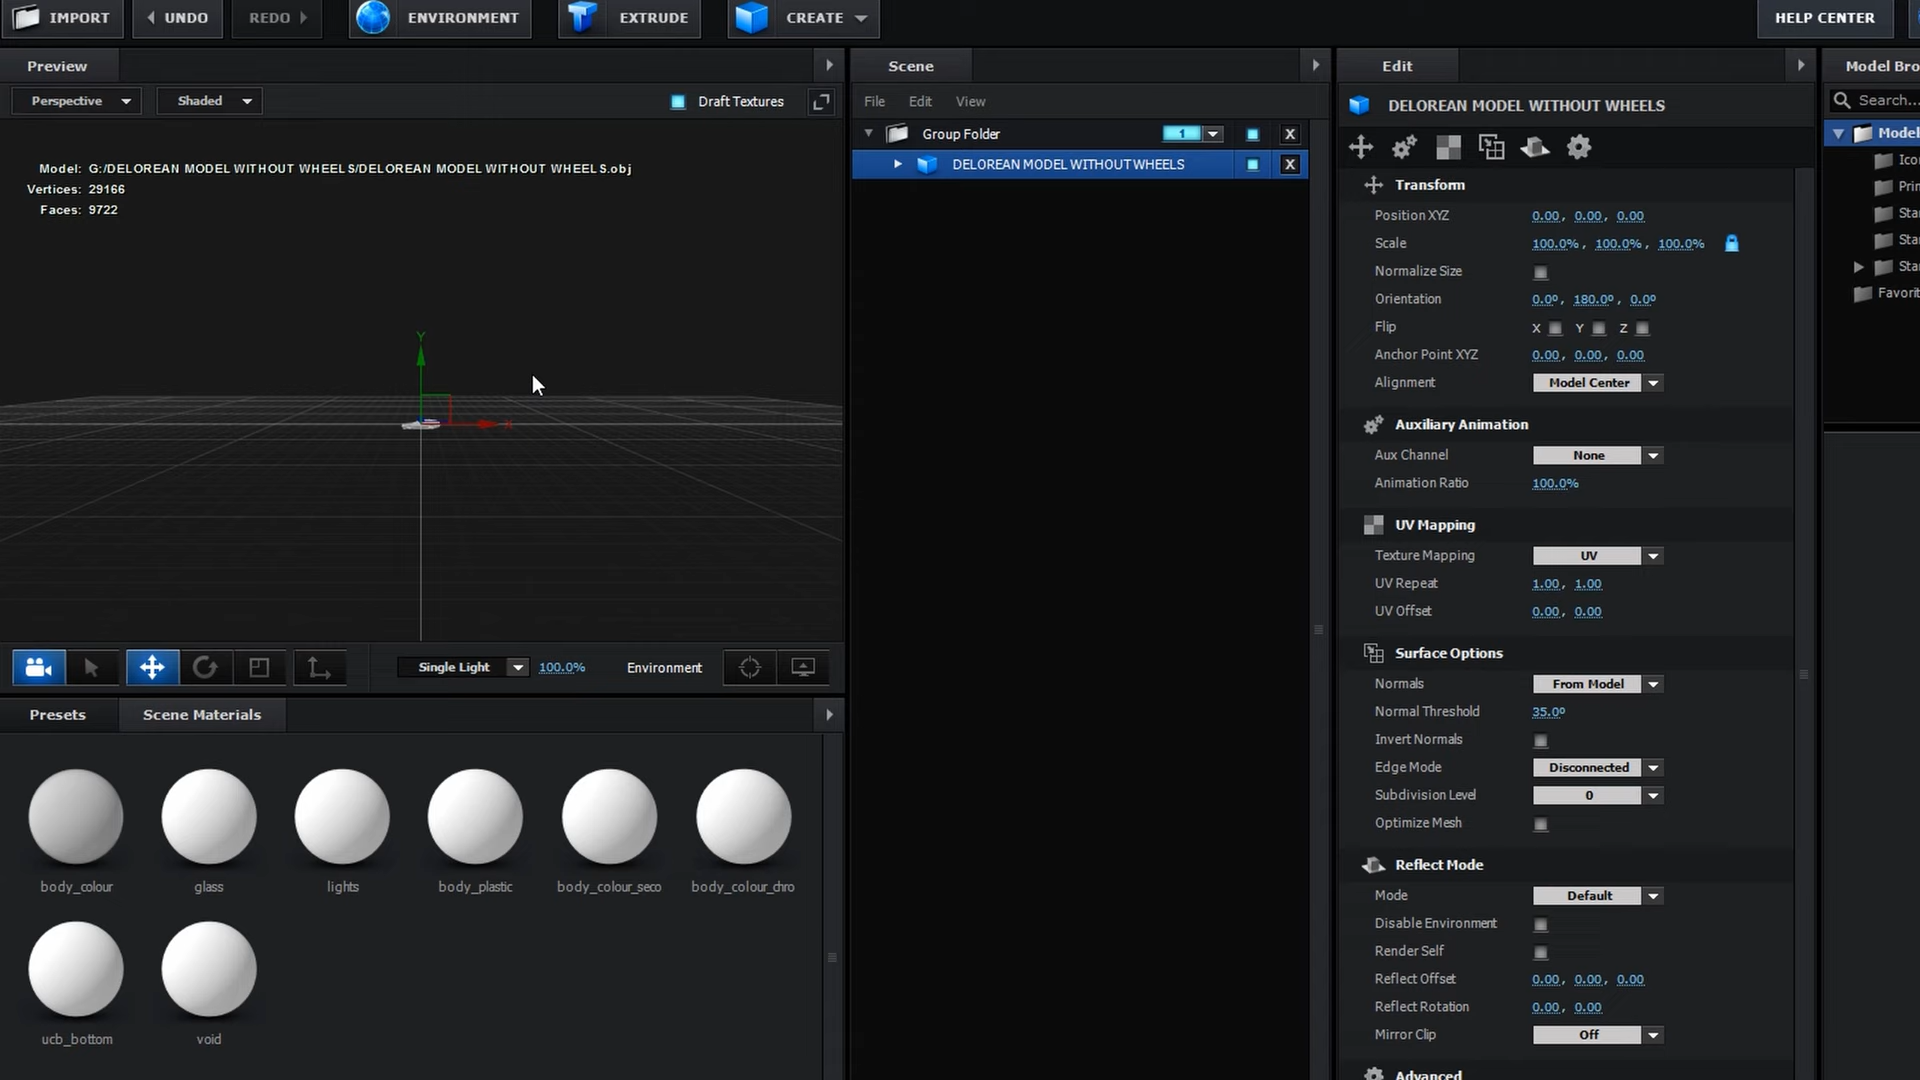 IMPORT UNDO REDO ENVIRONMENT EXTRUDE CREATE HELP CENTER
Preview
Perspective Shaded Draft Textures
Model: G:/DELOREAN MODEL WITHOUT WHEELS/DELOREAN MODEL WITHOUT WHEELS.obj
Vertices: 29166
Faces: 9722
Y
X
Single Light 100.0% Environment
Presets Scene Materials
body_colour glass lights body_plastic body_colour_seco body_colour_chro
ucb_bottom void
Scene
File Edit View
Group Folder 1 X
DELOREAN MODEL WITHOUT WHEELS X
Edit
DELOREAN MODEL WITHOUT WHEELS
Transform
Position XYZ 0.00, 0.00, 0.00
Scale 100.0%, 100.0%, 100.0%
Normalize Size
Orientation 0.0º, 180.0º, 0.0º
Flip X Y Z
Anchor Point XYZ 0.00, 0.00, 0.00
Alignment Model Center
Auxiliary Animation
Aux Channel None
Animation Ratio 100.0%
UV Mapping
Texture Mapping UV
UV Repeat 1.00, 1.00
UV Offset 0.00, 0.00
Surface Options
Normals From Model
Normal Threshold 35.0º
Invert Normals
Edge Mode Disconnected
Subdivision Level 0
Optimize Mesh
Reflect Mode
Mode Default
Disable Environment
Render Self
Reflect Offset 0.00, 0.00, 0.00
Reflect Rotation 0.00, 0.00
Mirror Clip Off
Advanced
Model Bro
Search...
Model
Ico
Prin
Star
Star
Star
Favorit